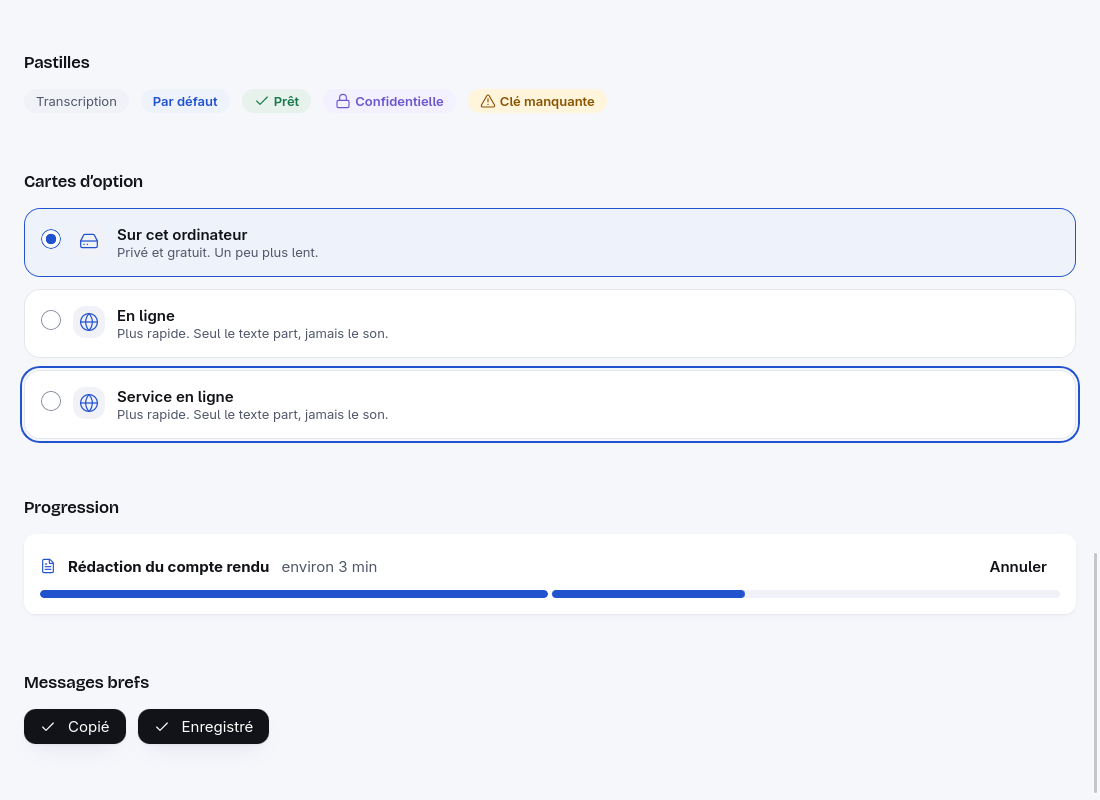 Pastilles
Transcription
Par défaut
Prêt
Confidentielle
Clé manquante
Cartes d'option
Sur cet ordinateur
Privé et gratuit. Un peu plus lent.
En ligne
Plus rapide. Seul le texte part, jamais le son.
Service en ligne
Plus rapide. Seul le texte part, jamais le son.
Progression
Rédaction du compte rendu environ 3 min Annuler
Messages brefs
Copié
Enregistré